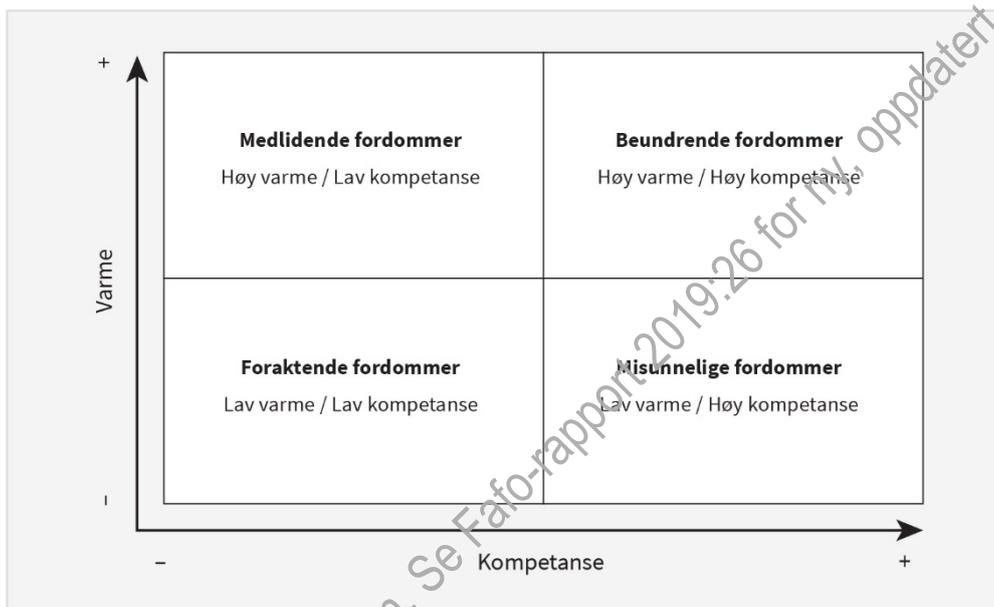 +
Medlidende fordommer
Høy varme / Lav kompetanse
Beundrende fordommer
Høy varme / Høy kompetanse
Varme
Foraktende fordommer
Lav varme / Lav kompetanse
Misunnelige fordommer
Lav varme / Høy kompetanse
–
–
Kompetanse
+
Se Fafo-rapport 2019:26 for ny, oppdatert